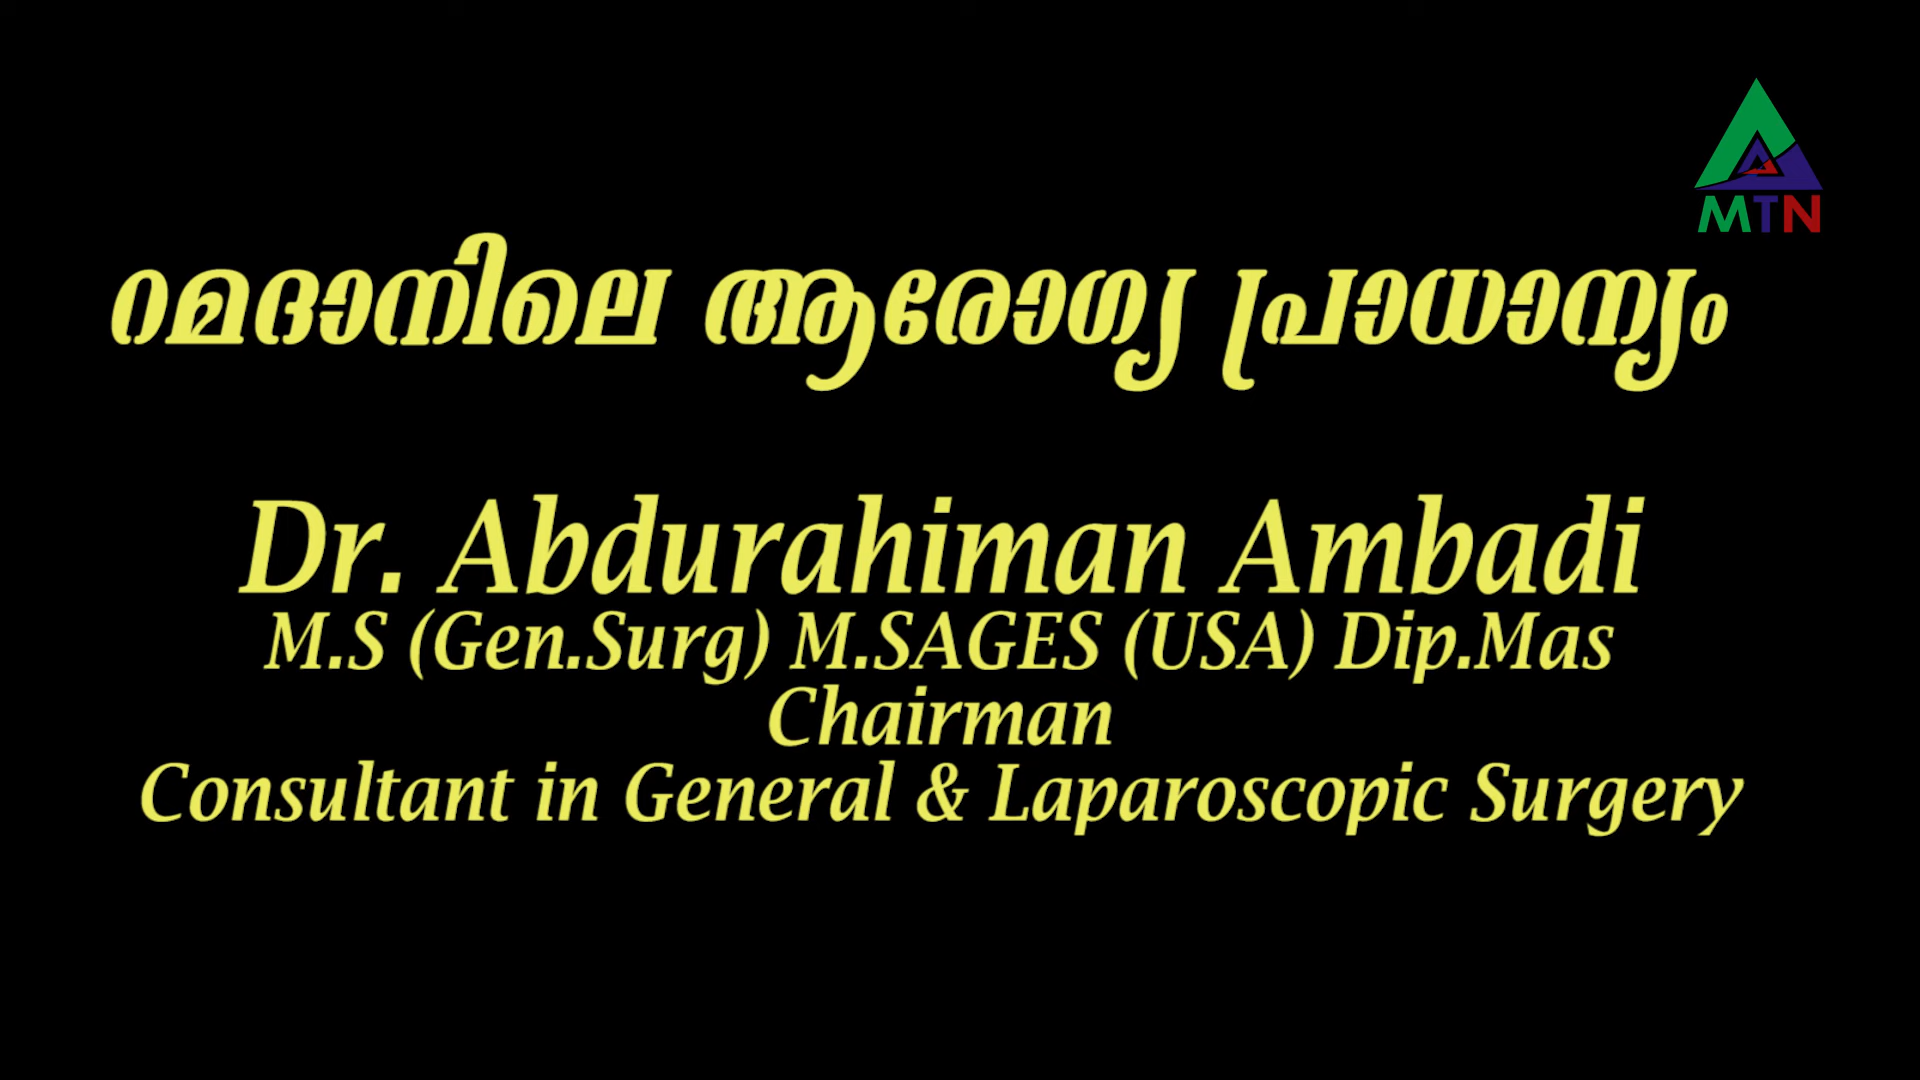 റമദാനിലെ ആരോഗ്യ പ്രാധാന്യം
Dr. Abdurahiman Ambadi
M.S (Gen.Surg) M.SAGES (USA) Dip.Mas
Chairman
Consultant in General & Laparoscopic Surgery
MTN